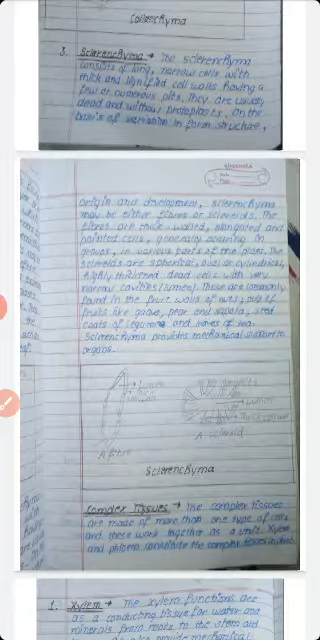 Collenchyma
3. Sclerenchyma → The sclerenchyma
consists of long, narrow cells with
thick and lignified cell walls having a
few or numerous pits. They are usually
dead and without protoplasts. On the
basis of variation in form, structure,
origin and development, sclerenchyma
may be either fibres or sclereids. The
fibres are thick-walled, elongated and
pointed cells, generally occuring in
groups, in various parts of the plant. The
sclereids are spherical, oval or cylindrical,
highly thickened dead cells with very
narrow cavities (lumen). These are commonly
found in the fruit walls of nuts; pulp of
fruits like guava, pear and sapota; seed
coats of legumes and leaves of tea.
Sclerenchyma provides mechanical support to
organs.
Lumen
Lumen
A fibre
A sclereid
Sclerenchyma
Complex Tissues → The complex tissues
are made of more than one type of cells
and these work together as a unit. Xylem
and phloem constitute the complex tissues in
1. Xylem → The xylem functions are
as a conducting tissue for water and
minerals from roots to the stem and